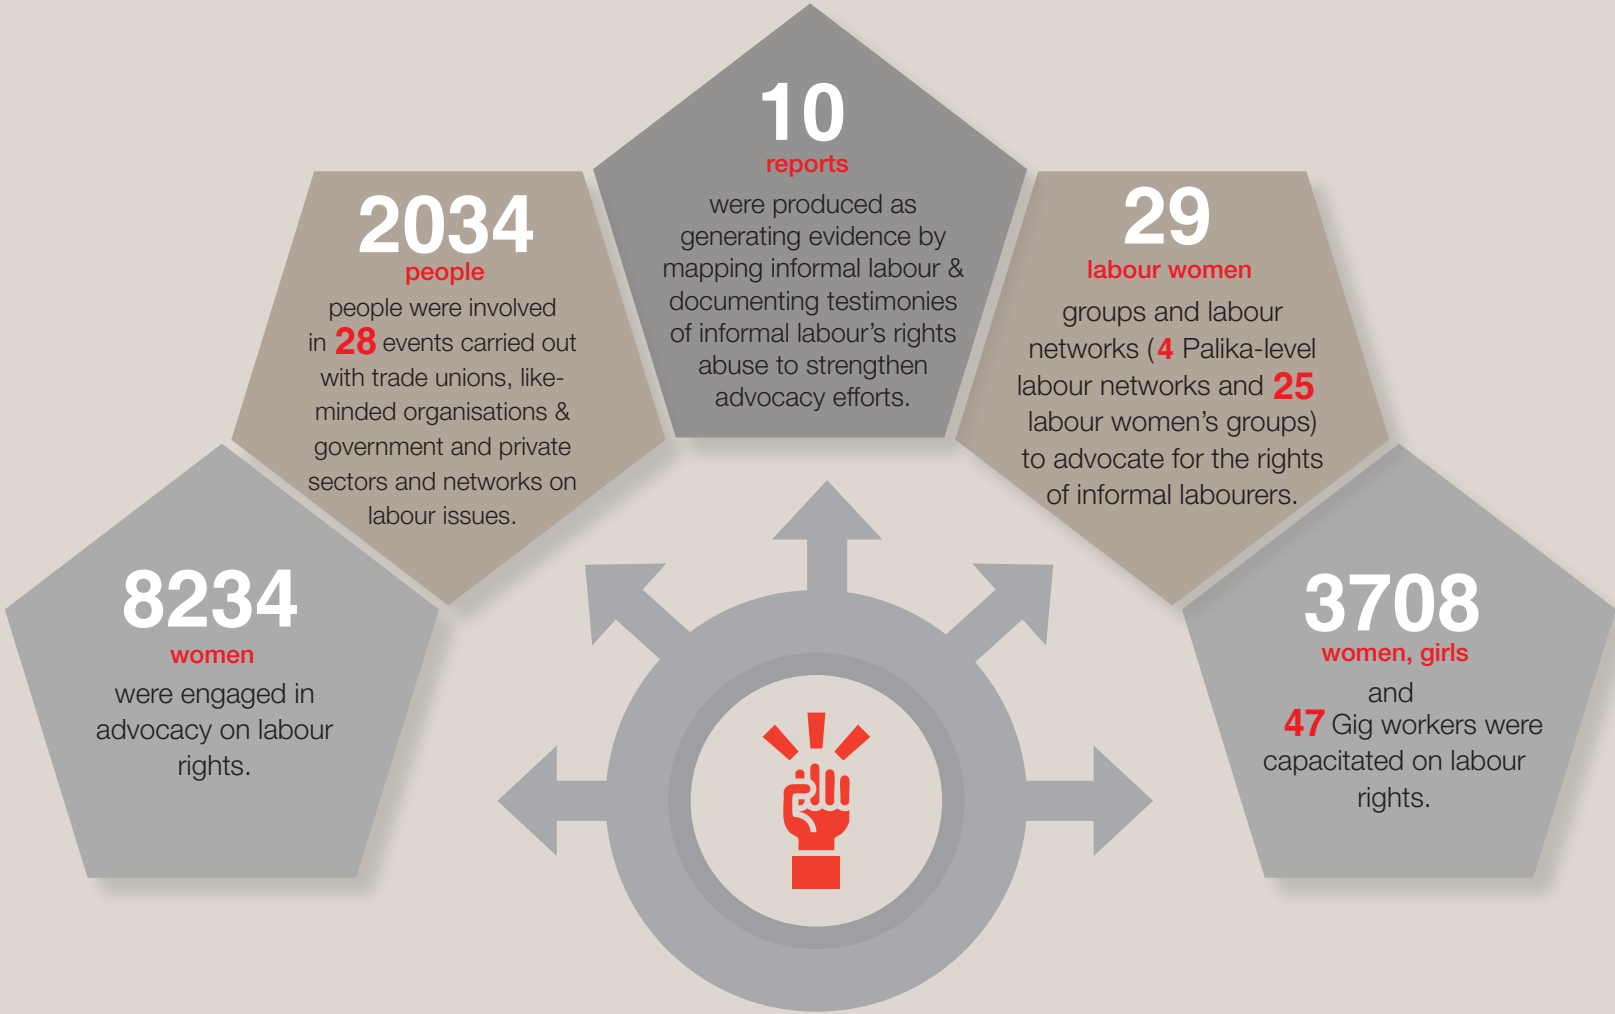 8234
women
were engaged in
advocacy on labour
rights.
2034
people
people were involved
in 28 events carried out
with trade unions, like-
minded organisations &
government and private
sectors and networks on
labour issues.
10
reports
were produced as
generating evidence by
mapping informal labour &
documenting testimonies
of informal labour’s rights
abuse to strengthen
advocacy efforts.
29
labour women
groups and labour
networks (4 Palika-level
labour networks and 25
labour women’s groups)
to advocate for the rights
of informal labourers.
3708
women, girls
and
47 Gig workers were
capacitated on labour
rights.